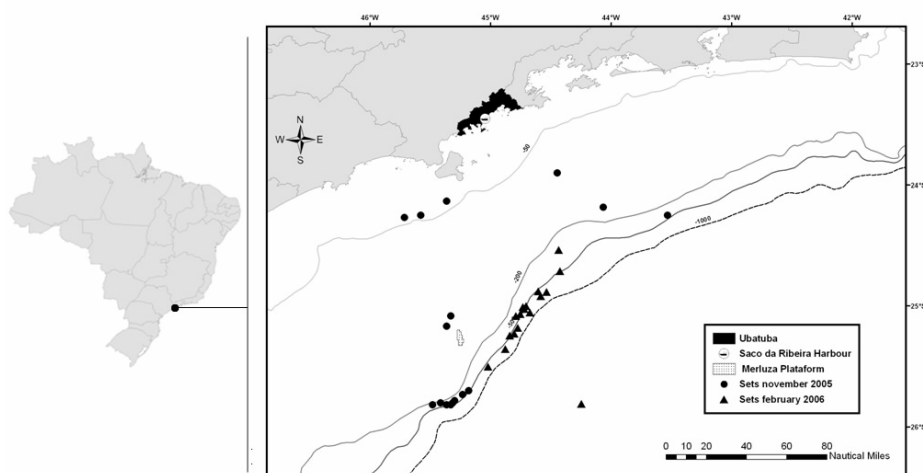 46°W 45°W 44°W 43°W 42°W
23°S
N
W E
S
-50
24°S
-1000
-200
25°S
Ubatuba
Saco da Ribeira Harbour
Merluza Plataform
Sets november 2005
Sets february 2006
26°S
0 10 20 40 60 80
Nautical Miles